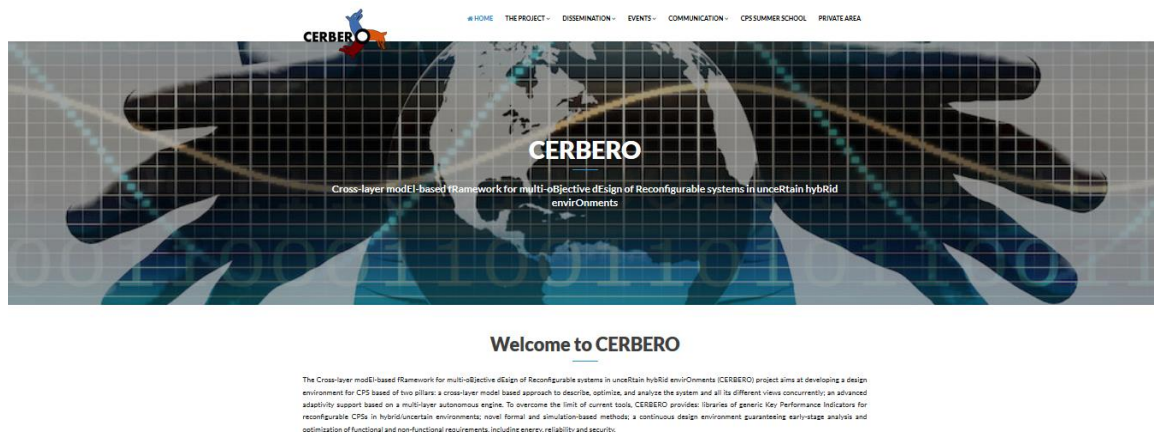 CERBERO
HOME THE PROJECT DISSEMINATION EVENTS COMMUNICATION CPS SUMMER SCHOOL PRIVATE AREA
CERBERO
Cross-layer modEl-based fRamework for multi-oBjective dEsign of Reconfigurable systems in unceRtain hybRid
envirOnments
Welcome to CERBERO
The Cross-layer modEl-based fRamework for multi-oBjective dEsign of Reconfigurable systems in unceRtain hybRid envirOnments (CERBERO) project aims at developing a design
environment for CPS based of two pillars: a cross-layer model based approach to describe, optimize, and analyze the system and all its different views concurrently; an advanced
adaptivity support based on a multi-layer autonomous engine. To overcome the limit of current tools, CERBERO provides: libraries of generic Key Performance Indicators for
reconfigurable CPSs in hybrid/uncertain environments; novel formal and simulation-based methods; a continuous design environment guaranteeing early-stage analysis and
optimization of functional and non-functional requirements, including energy, reliability and security.